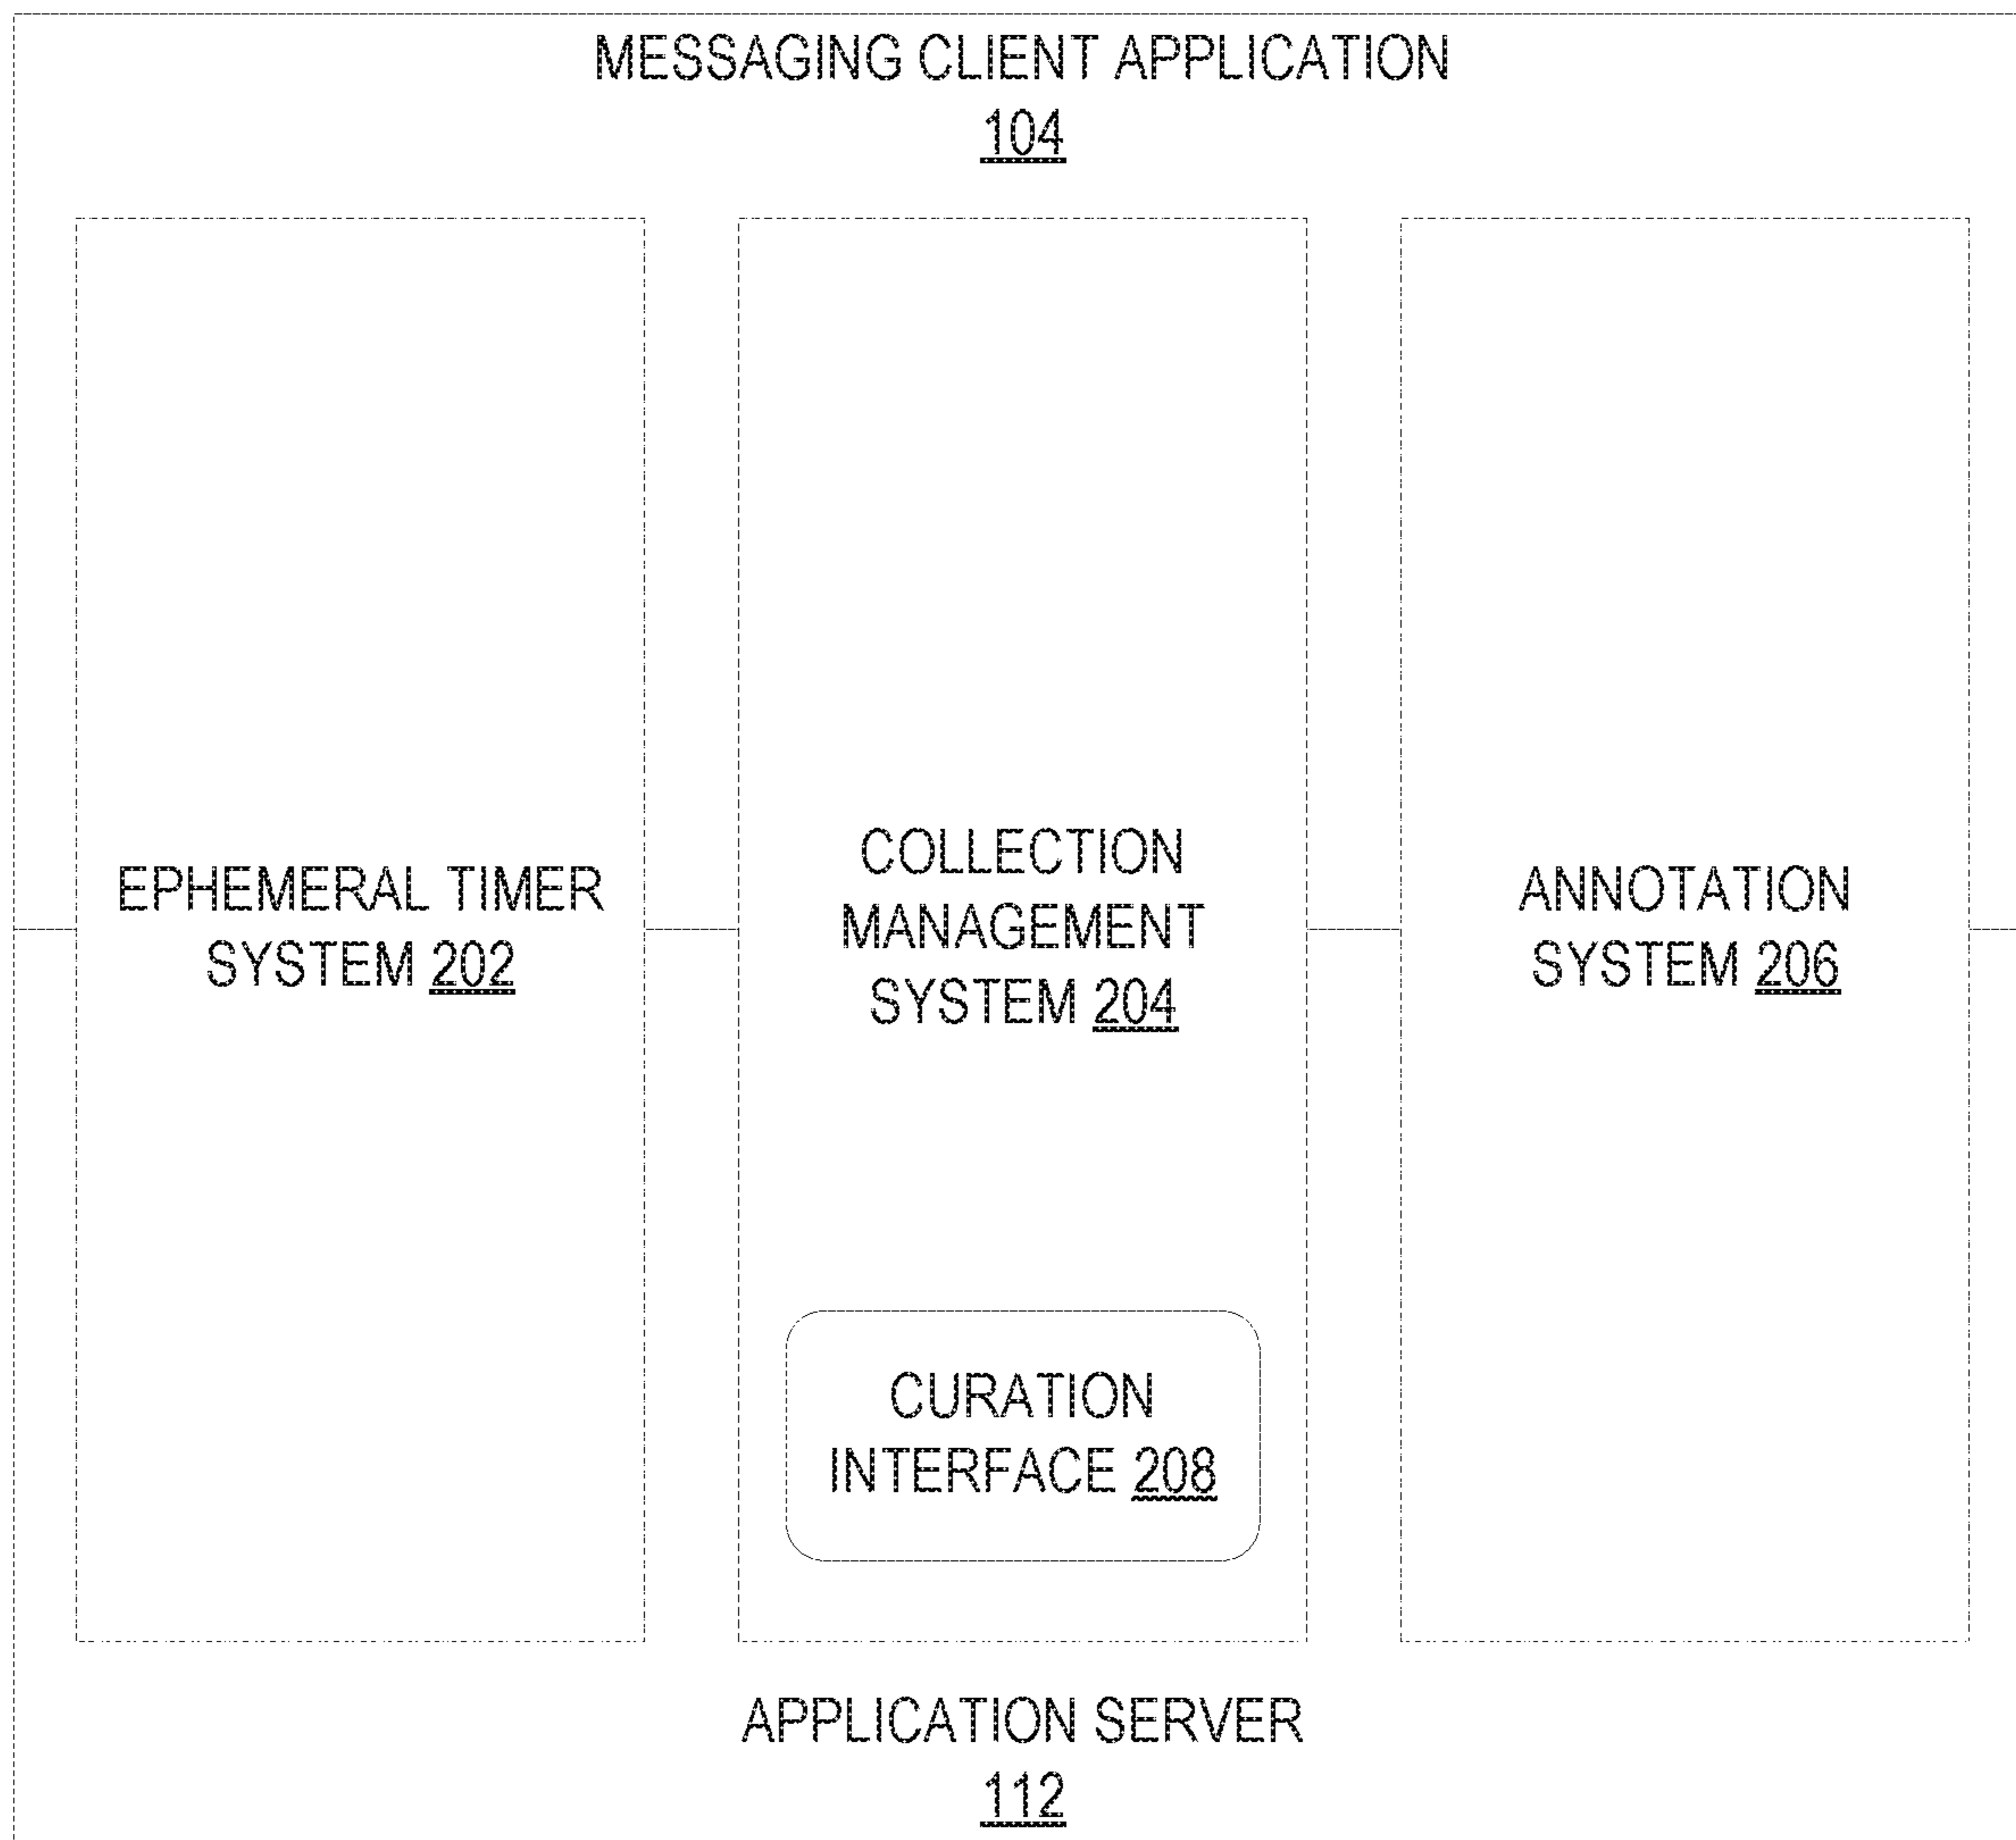 MESSAGING CLIENT APPLICATION
104
EPHEMERAL TIMER
SYSTEM 202
COLLECTION
MANAGEMENT
SYSTEM 204
ANNOTATION
SYSTEM 206
CURATION
INTERFACE 208
APPLICATION SERVER
112